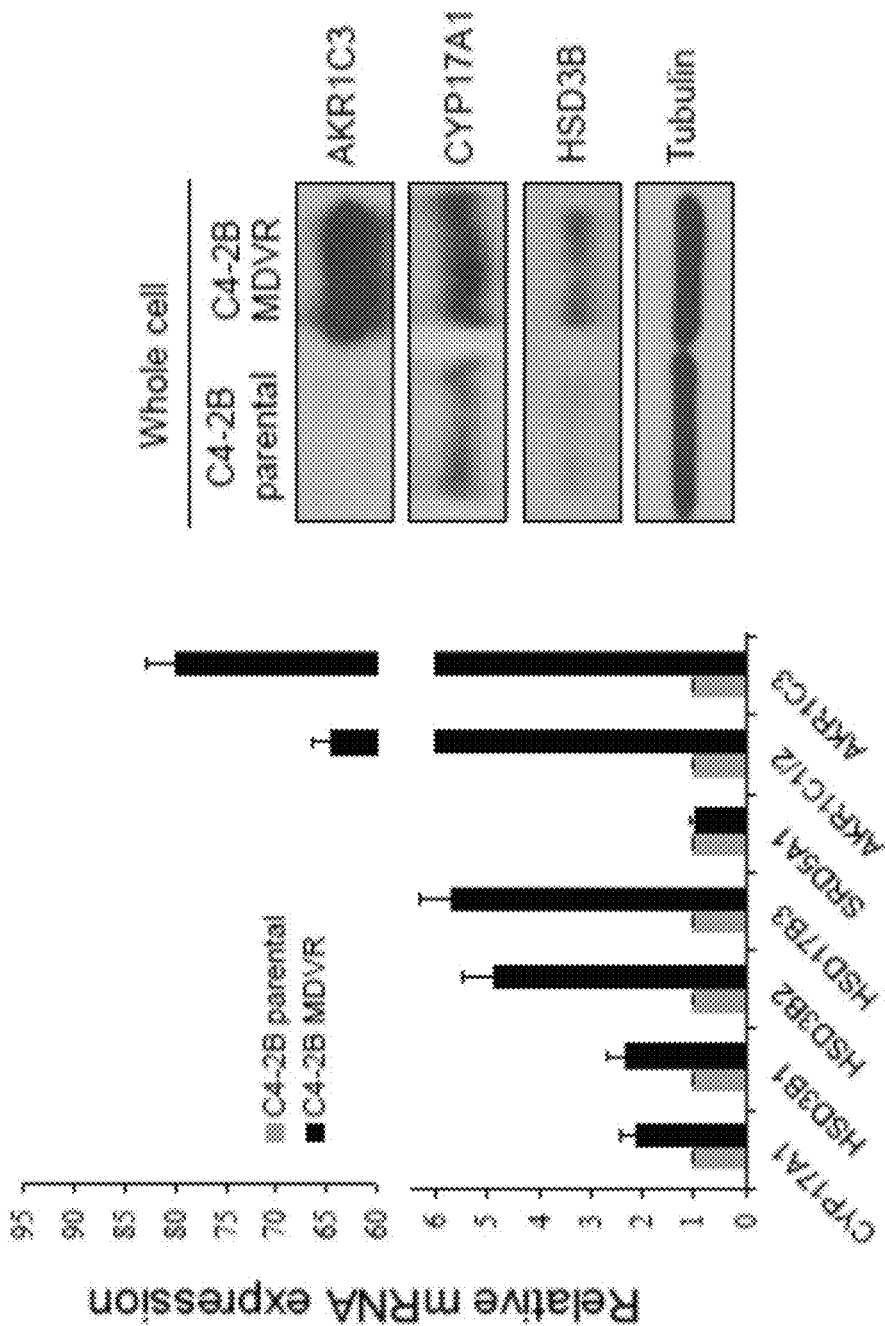 Relative mRNA expression
95
90
85
80
75
70
65
60
6
5
4
3
2
1
0
C4-2B parental
C4-2B MDVR
CYP17A1
HSD3B1
HSD3B2
HSD17B3
SRD5A1
AKR1C1/2
AKR1C3
Whole cell
C4-2B parental
C4-2B MDVR
AKR1C3
CYP17A1
HSD3B
Tubulin